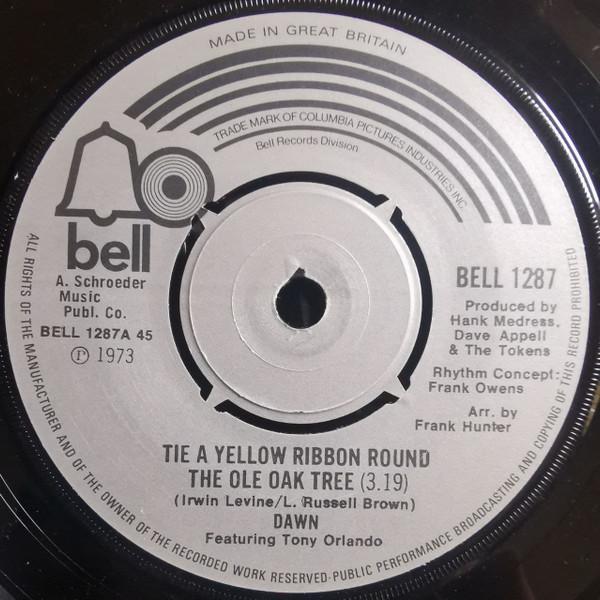 MADE IN GREAT BRITAIN
TRADE MARK OF COLUMBIA PICTURES INDUSTRIES INC.
Bell Records Division
bell
A. Schroeder
Music
Publ. Co.
BELL 1287A 45
℗ 1973
BELL 1287
Produced by
Hank Medress,
Dave Appell
& The Tokens
Rhythm Concept:
Frank Owens
Arr. by
Frank Hunter
TIE A YELLOW RIBBON ROUND
THE OLE OAK TREE (3.19)
(Irwin Levine/L. Russell Brown)
DAWN
Featuring Tony Orlando
ALL RIGHTS OF THE MANUFACTURER AND OF THE OWNER OF THE RECORDED WORK RESERVED·PUBLIC PERFORMANCE BROADCASTING AND COPYING OF THIS RECORD PROHIBITED